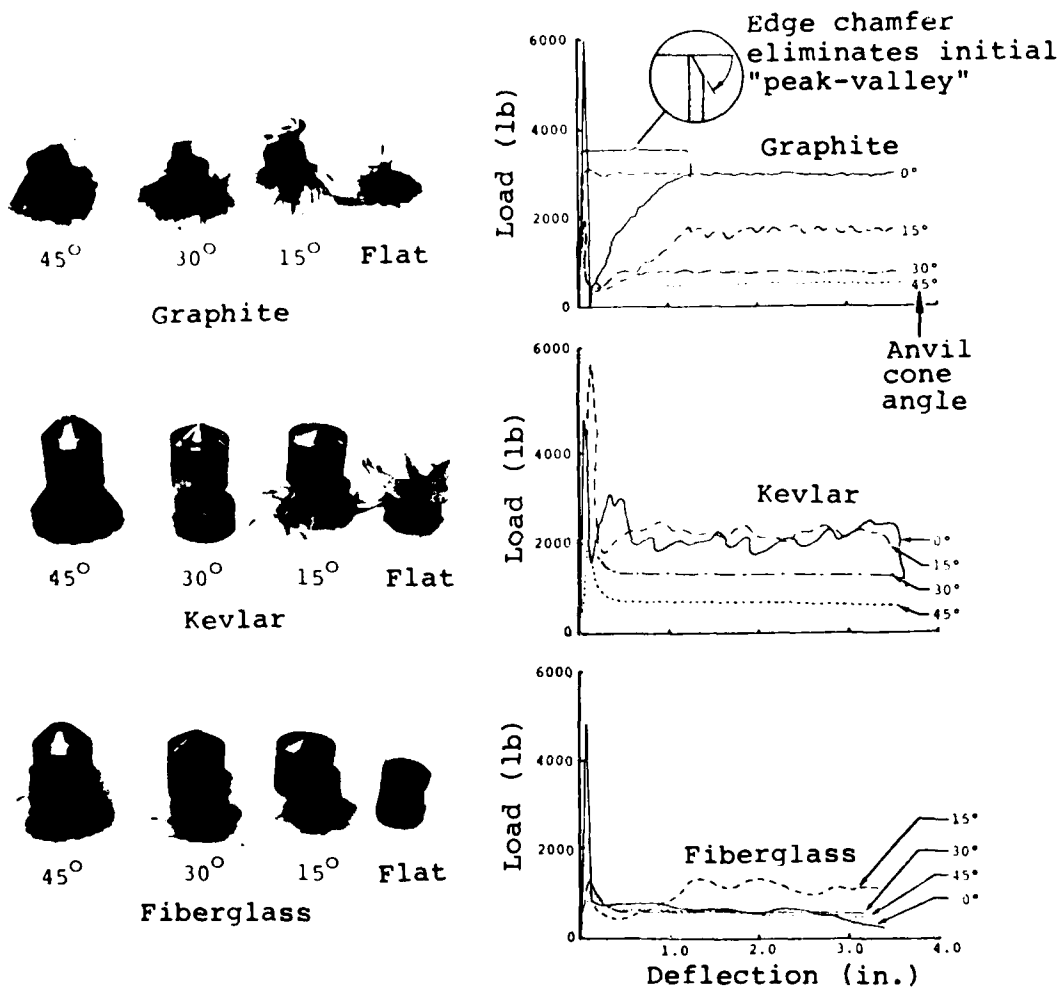 45° 30° 15° Flat
Graphite
45° 30° 15° Flat
Kevlar
45° 30° 15° Flat
Fiberglass
Edge chamfer
eliminates initial
"peak-valley"
Load (lb)
6000
4000
2000
0
Graphite
0°
15°
30°
45°
Anvil
cone
angle
Load (lb)
6000
4000
2000
0
Kevlar
0°
15°
30°
45°
Load (lb)
6000
4000
2000
0
Fiberglass
15°
30°
45°
0°
1.0 2.0 3.0 4.0
Deflection (in.)